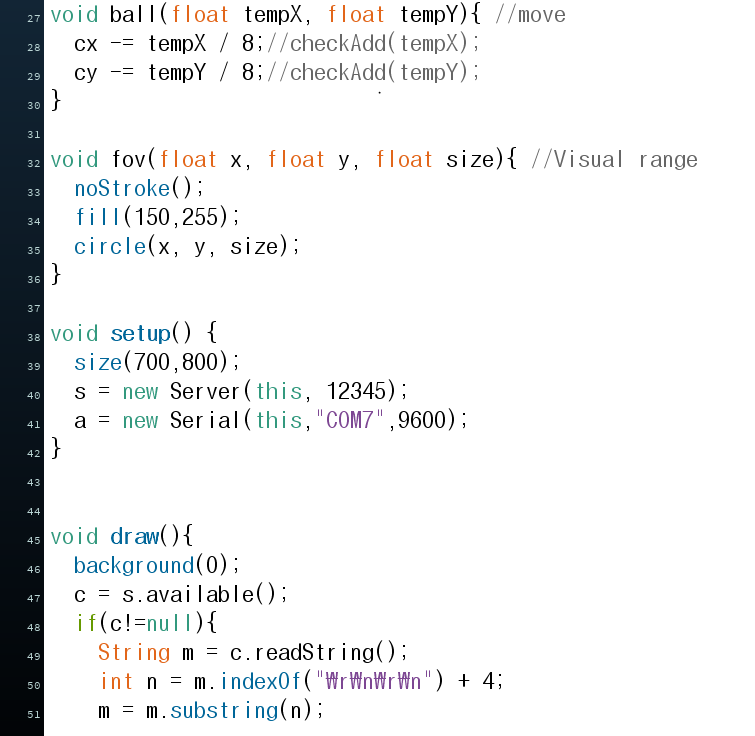 27 void ball(float tempX, float tempY){ //move
28   cx -= tempX / 8;//checkAdd(tempX);
29   cy -= tempY / 8;//checkAdd(tempY);
30 }
31
32 void fov(float x, float y, float size){ //Visual range
33   noStroke();
34   fill(150,255);
35   circle(x, y, size);
36 }
37
38 void setup() {
39   size(700,800);
40   s = new Server(this, 12345);
41   a = new Serial(this,"COM7",9600);
42 }
43
44
45 void draw(){
46   background(0);
47   c = s.available();
48   if(c!=null){
49     String m = c.readString();
50     int n = m.indexOf("₩r₩n₩r₩n") + 4;
51     m = m.substring(n);